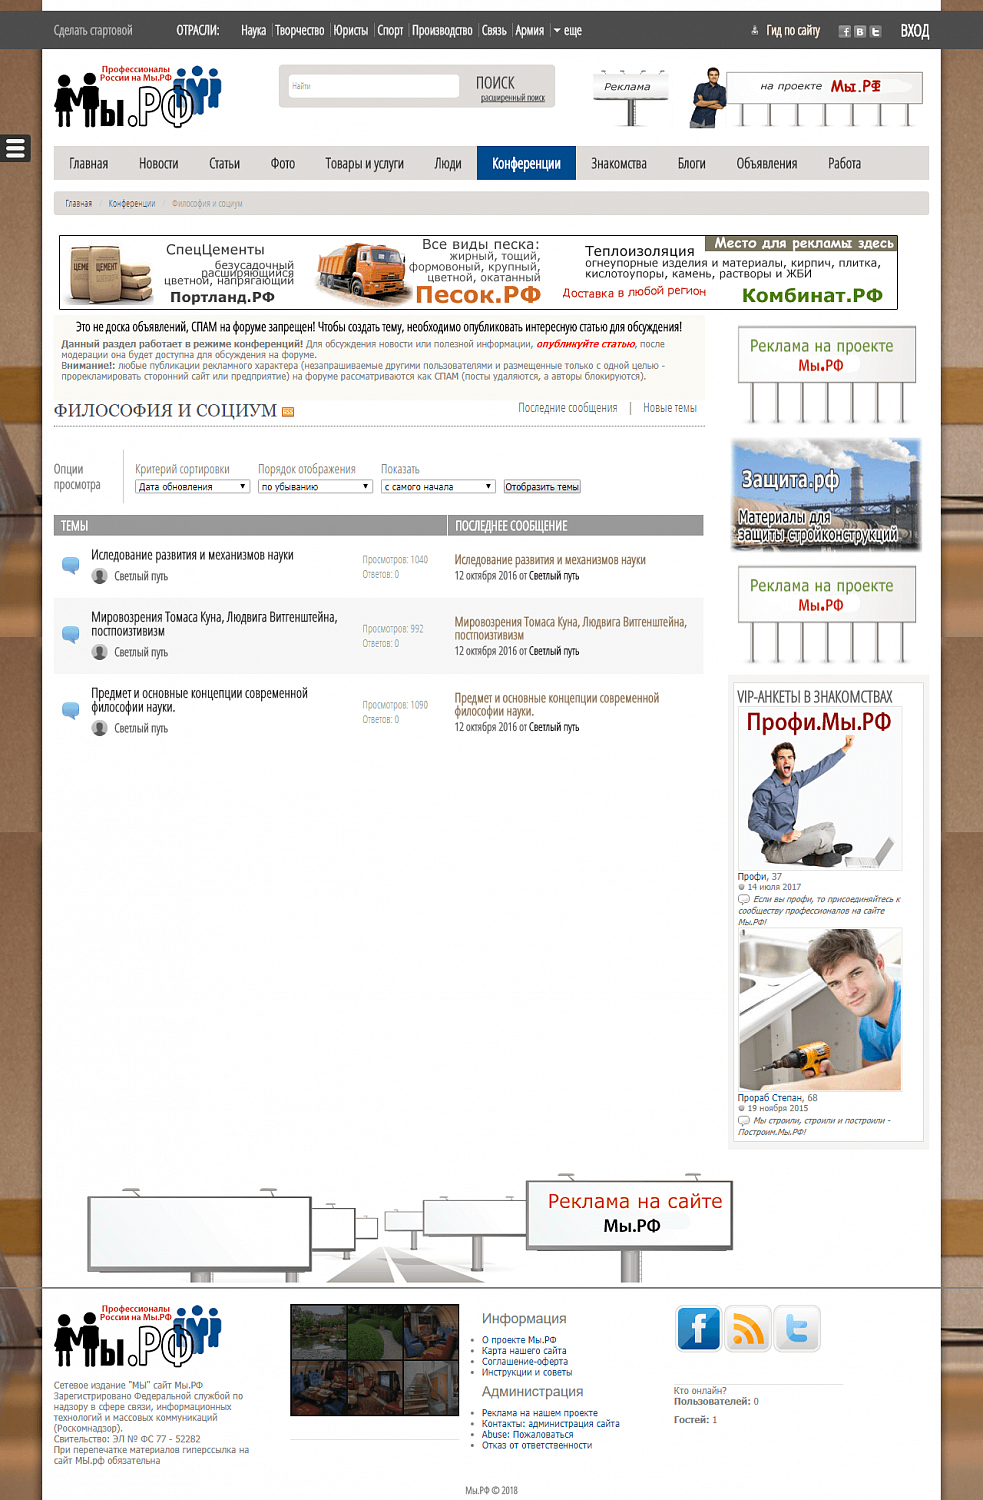 Сделать стартовой
ОТРАСЛИ:
Наука Творчество Юристы Спорт Производство Связь Армия еще
Гид по сайту
ВХОД
Профессионалы
России на Мы.РФ
Мы.РФ
Найти
ПОИСК
расширенный поиск
Реклама
на проекте Мы.РФ
Главная Новости Статьи Фото Товары и услуги Люди Конференции Знакомства Блоги Объявления Работа
Главная / Конференции / Философия и социум
СпецЦементы
безусадочный
расширяющийся
цветной, напрягающий
Портланд.РФ
ЦЕМЕНТ
Все виды песка:
жирный, тощий,
формовоный, крупный,
цветной, окатанный
Песок.РФ
Место для рекламы здесь
Теплоизоляция
огнеупорные изделия и материалы, кирпич, плитка,
кислотоупоры, камень, растворы и ЖБИ
Доставка в любой регион
Комбинат.РФ
Это не доска объявлений, СПАМ на форуме запрещен! Чтобы создать тему, необходимо опубликовать интересную статью для обсуждения!
Данный раздел работает в режиме конференций! Для обсуждения новости или полезной информации, опубликуйте статью, после
модерации она будет доступна для обсуждения на форуме.
Внимание!: любые публикации рекламного характера (незапрашиваемые другими пользователями и размещенные только с одной целью -
прорекламировать сторонний сайт или предприятие) на форуме рассматриваются как СПАМ (посты удаляются, а авторы блокируются).
ФИЛОСОФИЯ И СОЦИУМ
Последние сообщения | Новые темы
Опции
просмотра
Критерий сортировки Порядок отображения Показать
Дата обновления по убыванию с самого начала Отобразить темы
ТЕМЫ ПОСЛЕДНЕЕ СООБЩЕНИЕ
Иследование развития и механизмов науки
Светлый путь
Просмотров: 1040
Ответов: 0
Иследование развития и механизмов науки
12 октября 2016 от Светлый путь
Мировозрения Томаса Куна, Людвига Витгенштейна,
постпоизтивизм
Светлый путь
Просмотров: 992
Ответов: 0
Мировозрения Томаса Куна, Людвига Витгенштейна,
постпоизтивизм
12 октября 2016 от Светлый путь
Предмет и основные концепции современной
философии науки.
Светлый путь
Просмотров: 1090
Ответов: 0
Предмет и основные концепции современной
философии науки.
12 октября 2016 от Светлый путь
Реклама на проекте
Мы.РФ
Защита.рф
Материалы для
защиты стройконструкций
Реклама на проекте
Мы.РФ
VIP-АНКЕТЫ В ЗНАКОМСТВАХ
Профи.Мы.РФ
Профи, 37
14 июля 2017
Если вы профи, то присоединяйтесь к
сообществу профессионалов на сайте
Мы.РФ!
Прораб Степан, 68
19 ноября 2015
Мы строили, строили и построили -
Построим.Мы.РФ!
Реклама на сайте
Мы.РФ
Профессионалы
России на Мы.РФ
Мы.РФ
Сетевое издание "МЫ" сайт Мы.РФ
Зарегистрировано Федеральной службой по
надзору в сфере связи, информационных
технологий и массовых коммуникаций
(Роскомнадзор).
Свительство: ЭЛ № ФС 77 - 52282
При перепечатке материалов гиперссылка на
сайт МЫ.рф обязательна
Информация
О проекте Мы.РФ
Карта нашего сайта
Соглашение-оферта
Инструкции и советы
Администрация
Реклама на нашем проекте
Контакты: администрация сайта
Abuse: Пожаловаться
Отказ от ответственности
Кто онлайн?
Пользователей: 0
Гостей: 1
Мы.РФ © 2018